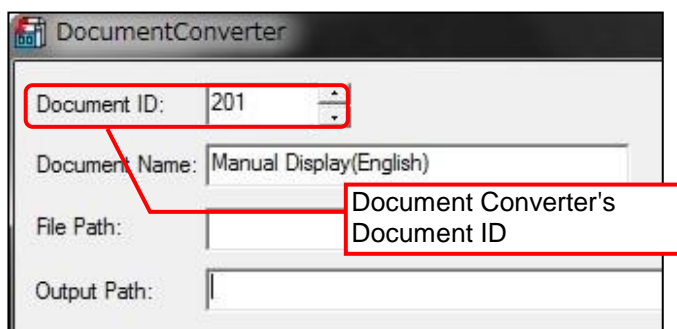 DocumentConverter
Document ID: 201
Document Name: Manual Display(English)
Document Converter's
Document ID
File Path:
Output Path: